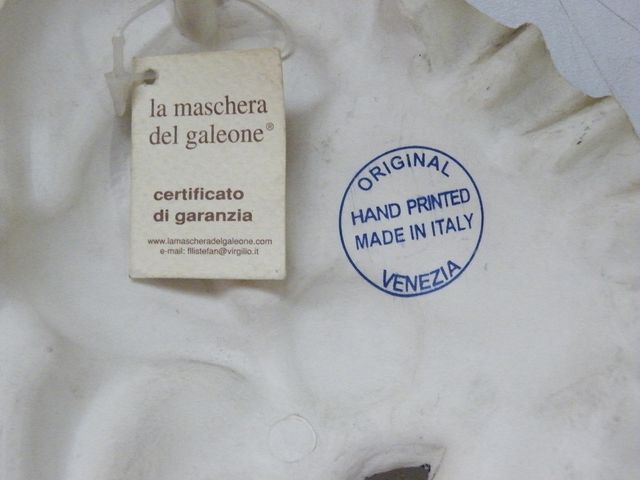 la maschera
del galeone®
certificato
di garanzia
www.lamascheradelgaleone.com
e-mail: filistefan@virgilio.it
ORIGINAL
HAND PRINTED
MADE IN ITALY
VENEZIA